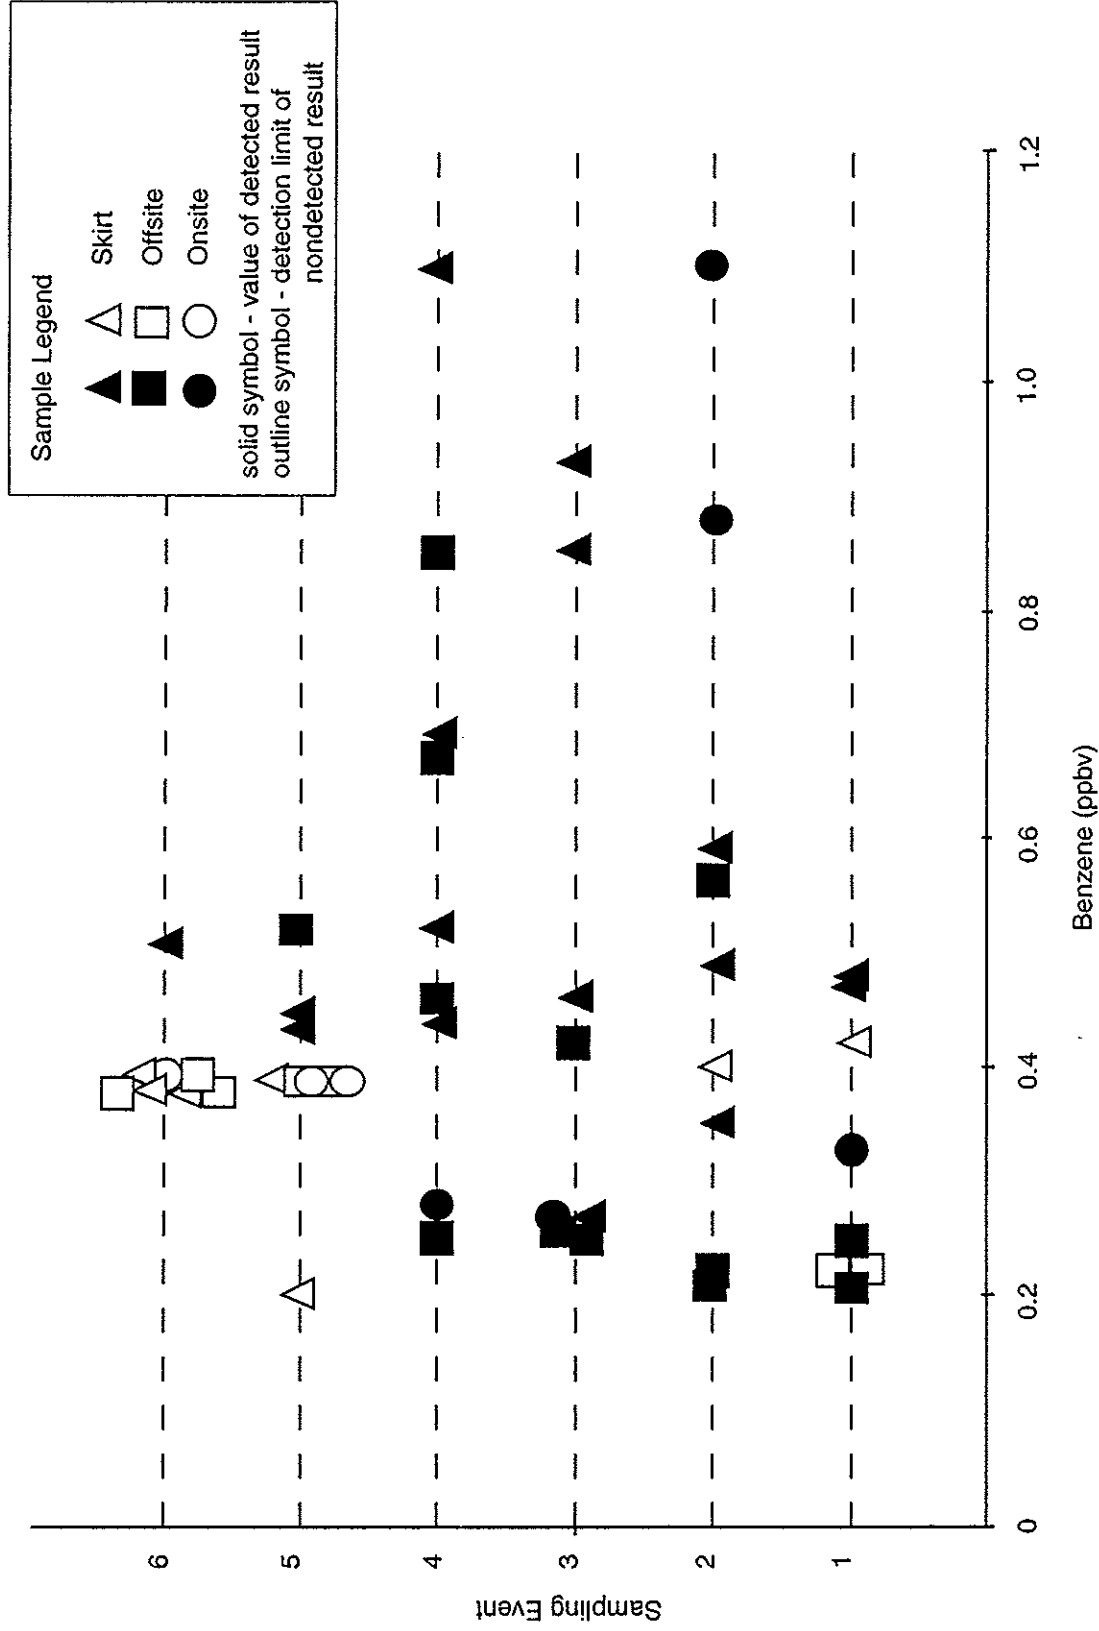 Sample Legend
Skirt
Offsite
Onsite
solid symbol - value of detected result
outline symbol - detection limit of
nondetected result
6
5
4
3
2
1
Sampling Event
0
0.2
0.4
0.6
0.8
1.0
1.2
Benzene (ppbv)